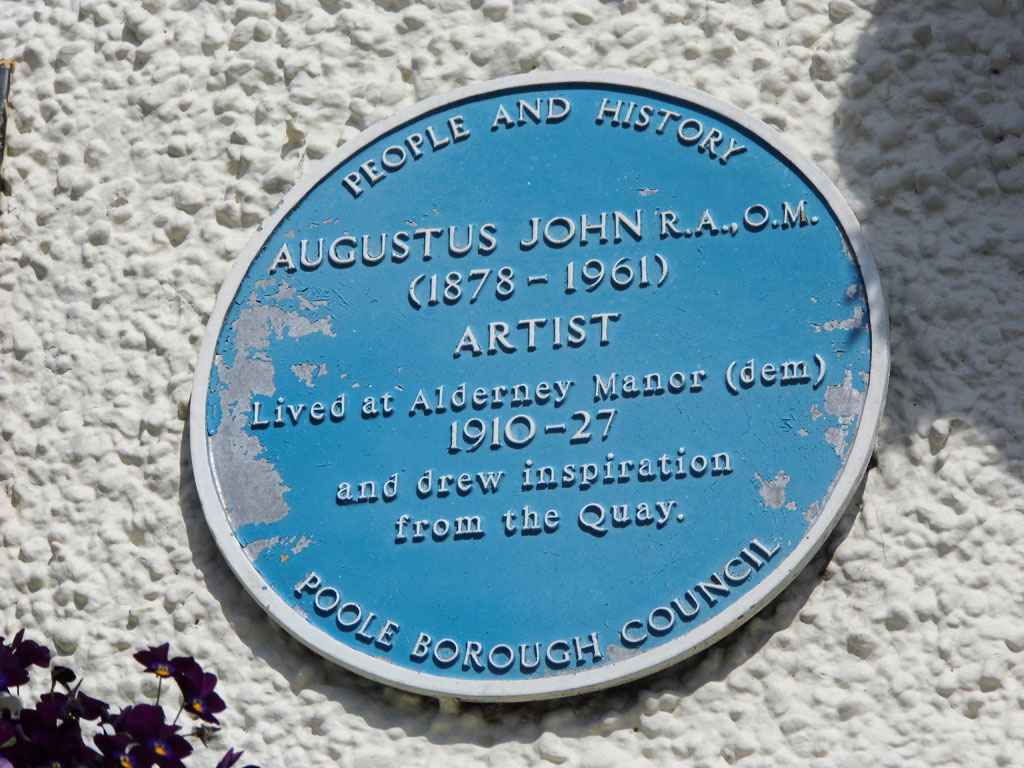 PEOPLE AND HISTORY
AUGUSTUS JOHN R.A., O.M.
(1878 - 1961)
ARTIST
Lived at Alderney Manor (dem)
1910-27
and drew inspiration
from the Quay.
POOLE BOROUGH COUNCIL